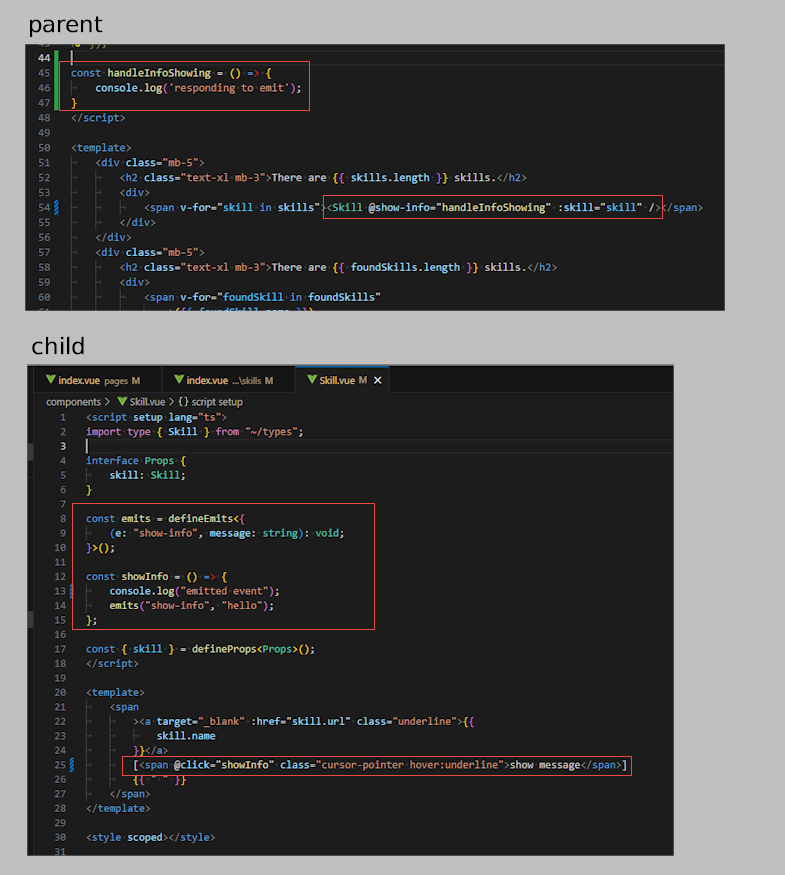 parent
44
45 const handleInfoShowing = () => {
46 console.log('responding to emit');
47 }
48 </script>
49
50 <template>
51 <div class="mb-5">
52 <h2 class="text-xl mb-3">There are {{ skills.length }} skills.</h2>
53 <div>
54 <span v-for="skill in skills"><Skill @show-info="handleInfoShowing" :skill="skill" /></span>
55 </div>
56 </div>
57 <div class="mb-5">
58 <h2 class="text-xl mb-3">There are {{ foundSkills.length }} skills.</h2>
59 <div>
60 <span v-for="foundSkill in foundSkills"
child
index.vue pages M index.vue ...\skills M Skill.vue M ×
components > Skill.vue > {} script setup
1 <script setup lang="ts">
2 import type { Skill } from "~/types";
3
4 interface Props {
5 skill: Skill;
6 }
7
8 const emits = defineEmits<{
9 (e: "show-info", message: string): void;
10 }>();
11
12 const showInfo = () => {
13 console.log("emitted event");
14 emits("show-info", "hello");
15 };
16
17 const { skill } = defineProps<Props>();
18 </script>
19
20 <template>
21 <span
22 ><a target="_blank" :href="skill.url" class="underline">{{
23 skill.name
24 }}</a>
25 [<span @click="showInfo" class="cursor-pointer hover:underline">show message</span>]
26 {{ " " }}
27 </span>
28 </template>
29
30 <style scoped></style>
31